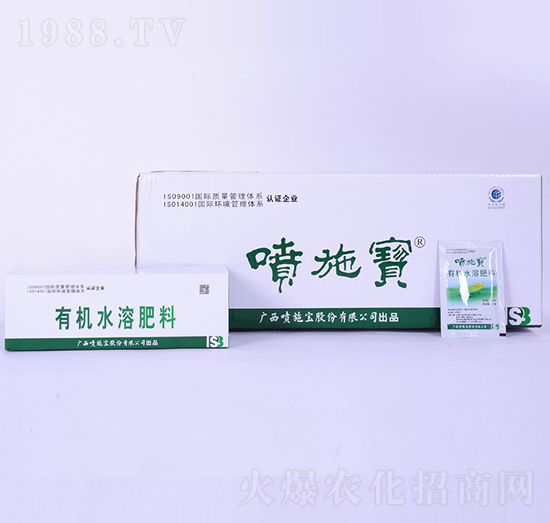 1988.TV
ISO9001国际质量管理体系
ISO14001国际环境管理体系
认证企业
噴施寳®
广西喷施宝股份有限公司出品
SB
ISO9001国际质量管理体系
ISO14001国际环境管理体系
认证企业
有机水溶肥料
广西喷施宝股份有限公司出品
SB
噴施寳
有机水溶肥料
SB
火爆农化招商网